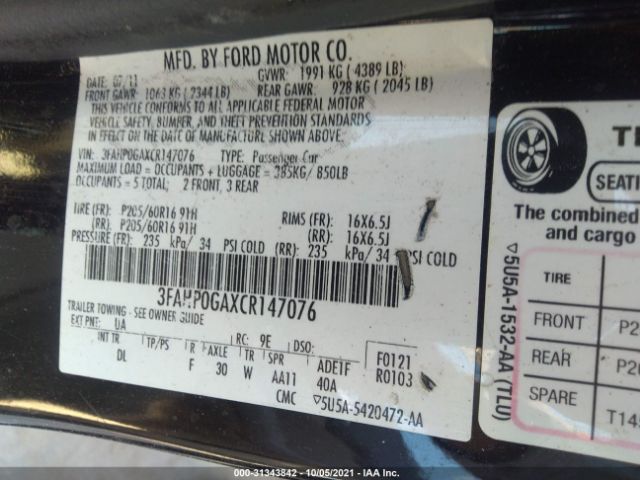 MFD. BY FORD MOTOR CO.
DATE: 07/11 GVWR: 1991 KG ( 4389 LB)
FRONT GAWR: 1063 KG ( 2344 LB) REAR GAWR: 928 KG ( 2045 LB)
THIS VEHICLE CONFORMS TO ALL APPLICABLE FEDERAL MOTOR
VEHICLE SAFETY, BUMPER, AND THEFT PREVENTION STANDARDS
IN EFFECT ON THE DATE OF MANUFACTURE SHOWN ABOVE.
VIN: 3FAHP0GAXCR147076 TYPE: Passenger Car
MAXIMUM LOAD = OCCUPANTS + LUGGAGE = 385KG/ 850LB
OCCUPANTS = 5 TOTAL; 2 FRONT, 3 REAR
TIRE (FR): P205/60R16 91H RIMS (FR): 16X6.5J
(RR): P205/60R16 91H (RR): 16X6.5J
PRESSURE (FR): 235 kPa/ 34 PSI COLD (RR): 235 kPa/ 34 PSI COLD
3FAHP0GAXCR147076
TRAILER TOWING - SEE OWNER GUIDE
EXT PNT: UA RC: 9E DSO:
INT TR TP/PS R AXLE TR SPR ADETF F0121
DL F 30 W AA11 40A R0103
CMC ▽5U5A-5420472-AA
▽5U5A-1532-AA (TLU)
SEATI
The combined
and cargo
TIRE
FRONT P2
REAR P20
SPARE T145
000-31343842 - 10/05/2021 - IAA Inc.